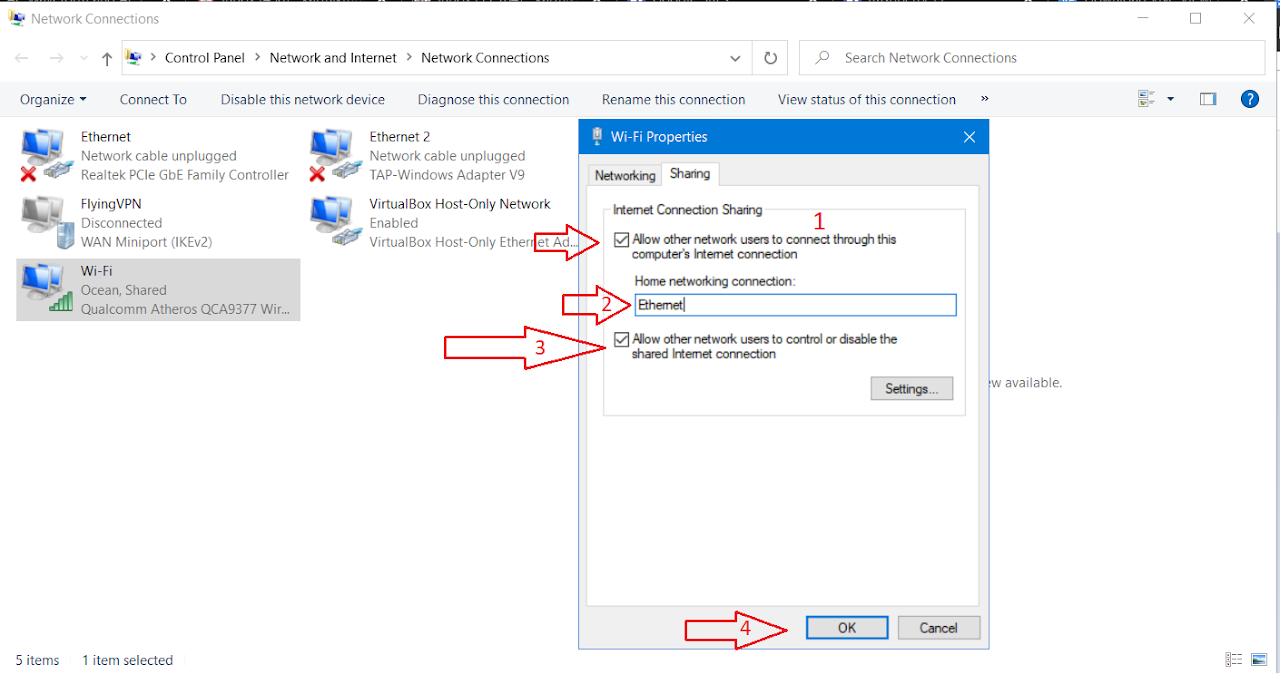 Network Connections
Control Panel > Network and Internet > Network Connections
Search Network Connections
Organize Connect To Disable this network device Diagnose this connection Rename this connection View status of this connection »
Ethernet
Network cable unplugged
Realtek PCIe GbE Family Controller
Ethernet 2
Network cable unplugged
TAP-Windows Adapter V9
FlyingVPN
Disconnected
WAN Miniport (IKEv2)
VirtualBox Host-Only Network
Enabled
VirtualBox Host-Only Ethernet Ad...
Wi-Fi
Ocean, Shared
Qualcomm Atheros QCA9377 Wir...
Wi-Fi Properties
Networking Sharing
Internet Connection Sharing
1
Allow other network users to connect through this
computer's Internet connection
Home networking connection:
2
Ethernet
3
Allow other network users to control or disable the
shared Internet connection
Settings...
available.
4
OK Cancel
5 items 1 item selected